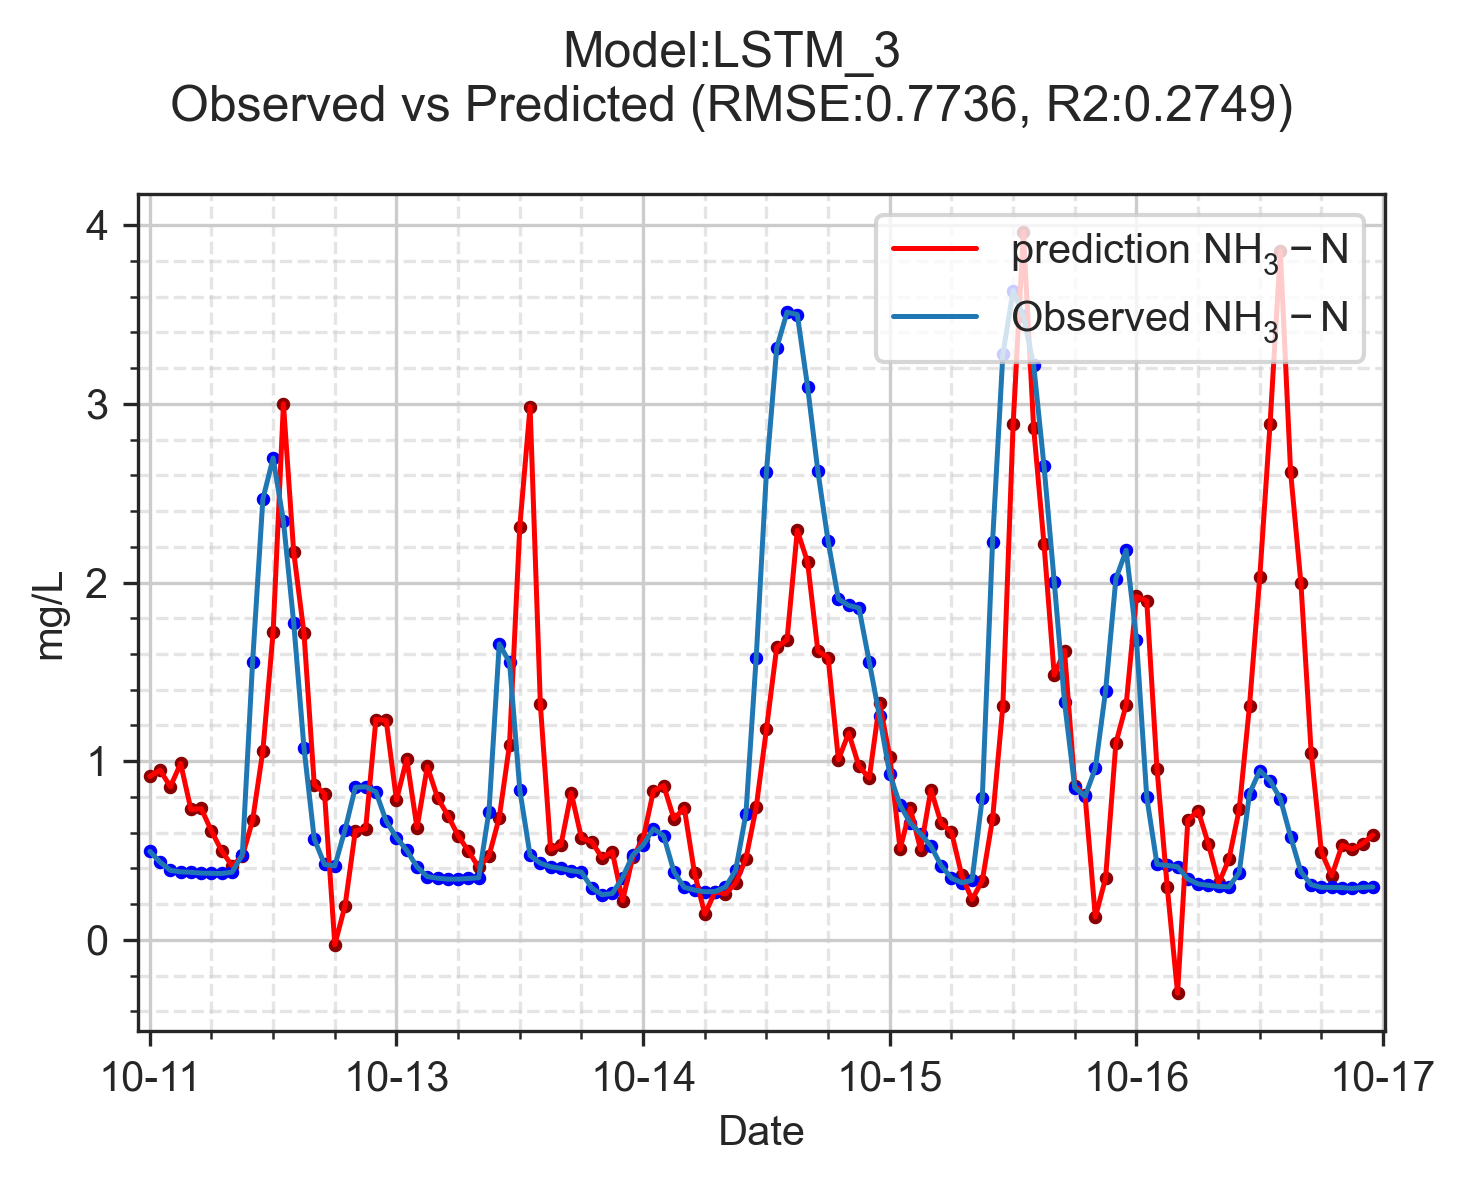 Model:LSTM_3
Observed vs Predicted (RMSE:0.7736, R2:0.2749)
prediction NH₃ − N
Observed NH₃ − N
4
3
2
1
0
mg/L
10-11 10-13 10-14 10-15 10-16 10-17
Date